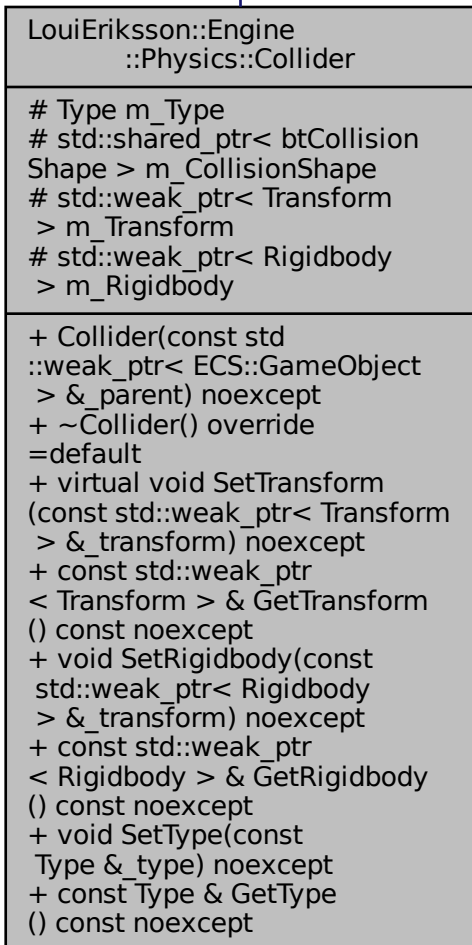 LouiEriksson::Engine
::Physics::Collider
# Type m_Type
# std::shared_ptr< btCollision
Shape > m_CollisionShape
# std::weak_ptr< Transform
 > m_Transform
# std::weak_ptr< Rigidbody
 > m_Rigidbody
+ Collider(const std
::weak_ptr< ECS::GameObject
 > &_parent) noexcept
+ ~Collider() override
=default
+ virtual void SetTransform
(const std::weak_ptr< Transform
 > &_transform) noexcept
+ const std::weak_ptr
< Transform > & GetTransform
() const noexcept
+ void SetRigidbody(const
 std::weak_ptr< Rigidbody
 > &_transform) noexcept
+ const std::weak_ptr
< Rigidbody > & GetRigidbody
() const noexcept
+ void SetType(const
 Type &_type) noexcept
+ const Type & GetType
() const noexcept